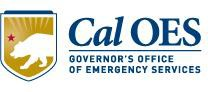 Cal OES
GOVERNOR'S OFFICE
OF EMERGENCY SERVICES